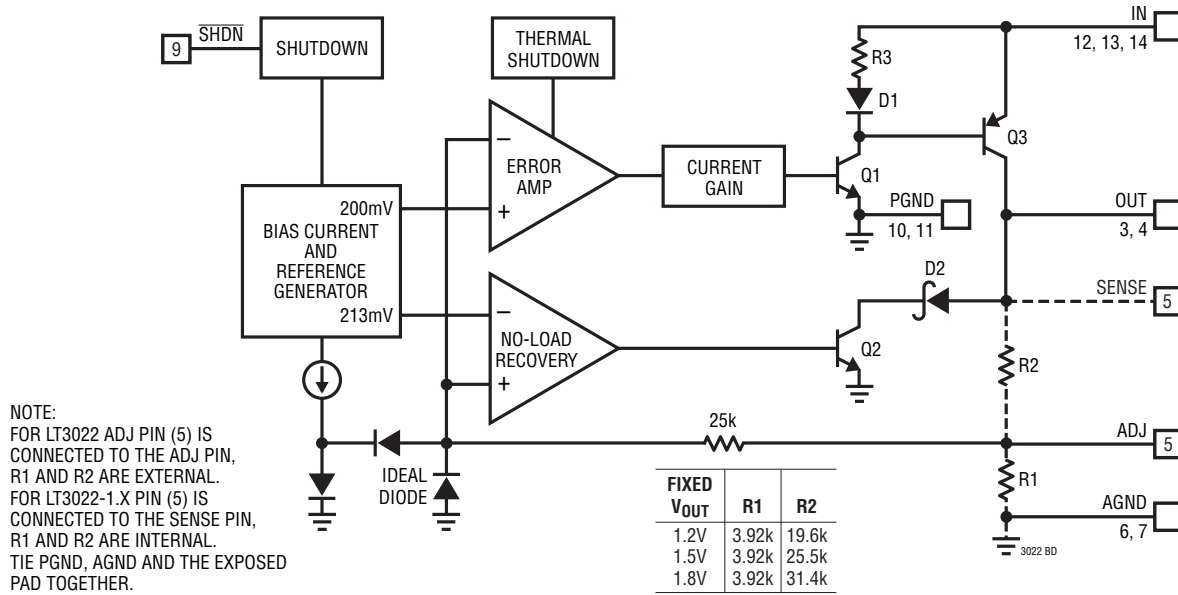 SHDN
9
SHUTDOWN
THERMAL
SHUTDOWN
IN
12, 13, 14
R3
D1
Q3
–
ERROR
AMP
+
CURRENT
GAIN
Q1
PGND
10, 11
OUT
3, 4
200mV
BIAS CURRENT
AND
REFERENCE
GENERATOR
213mV
–
NO-LOAD
RECOVERY
+
D2
Q2
SENSE
5
R2
25k
ADJ
5
IDEAL
DIODE
R1
AGND
6, 7
3022 BD
NOTE:
FOR LT3022 ADJ PIN (5) IS
CONNECTED TO THE ADJ PIN,
R1 AND R2 ARE EXTERNAL.
FOR LT3022-1.X PIN (5) IS
CONNECTED TO THE SENSE PIN,
R1 AND R2 ARE INTERNAL.
TIE PGND, AGND AND THE EXPOSED
PAD TOGETHER.
FIXED
VOUT R1 R2
1.2V 3.92k 19.6k
1.5V 3.92k 25.5k
1.8V 3.92k 31.4k